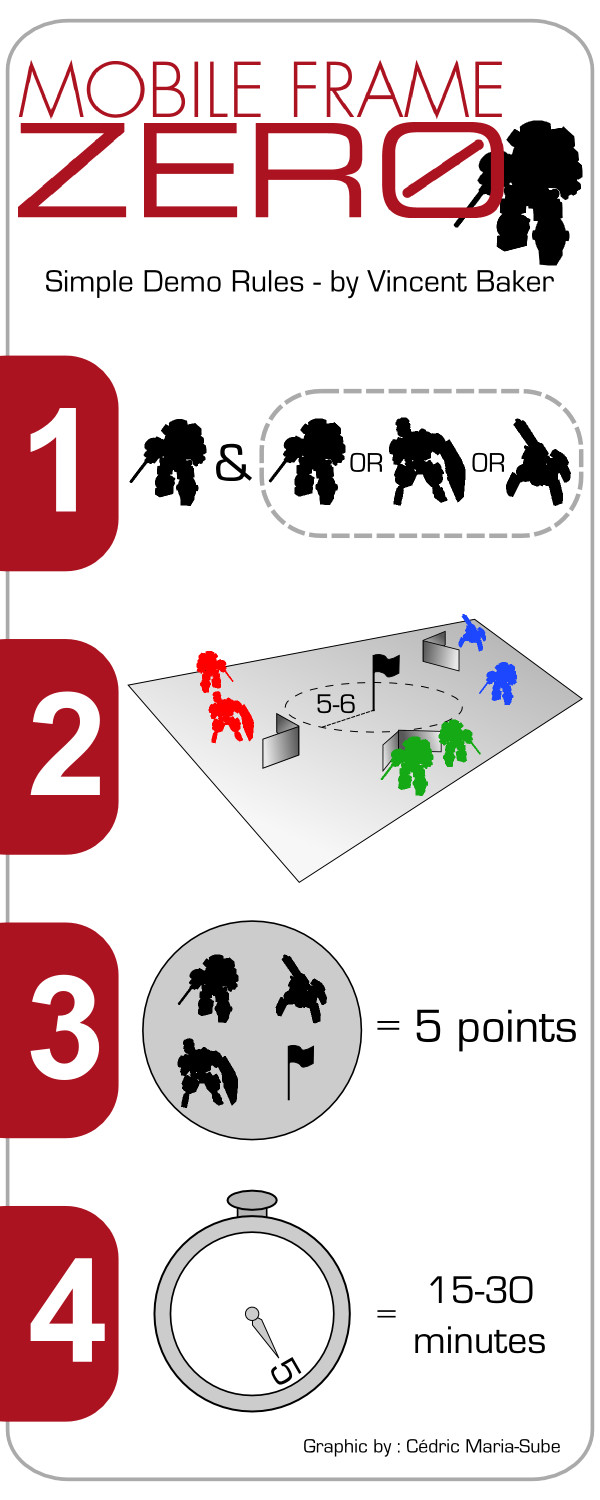 MOBILE FRAME
ZERO
Simple Demo Rules - by Vincent Baker
1
& OR OR
2
5-6
3
= 5 points
4
5
= 15-30
minutes
Graphic by : Cédric Maria-Sube